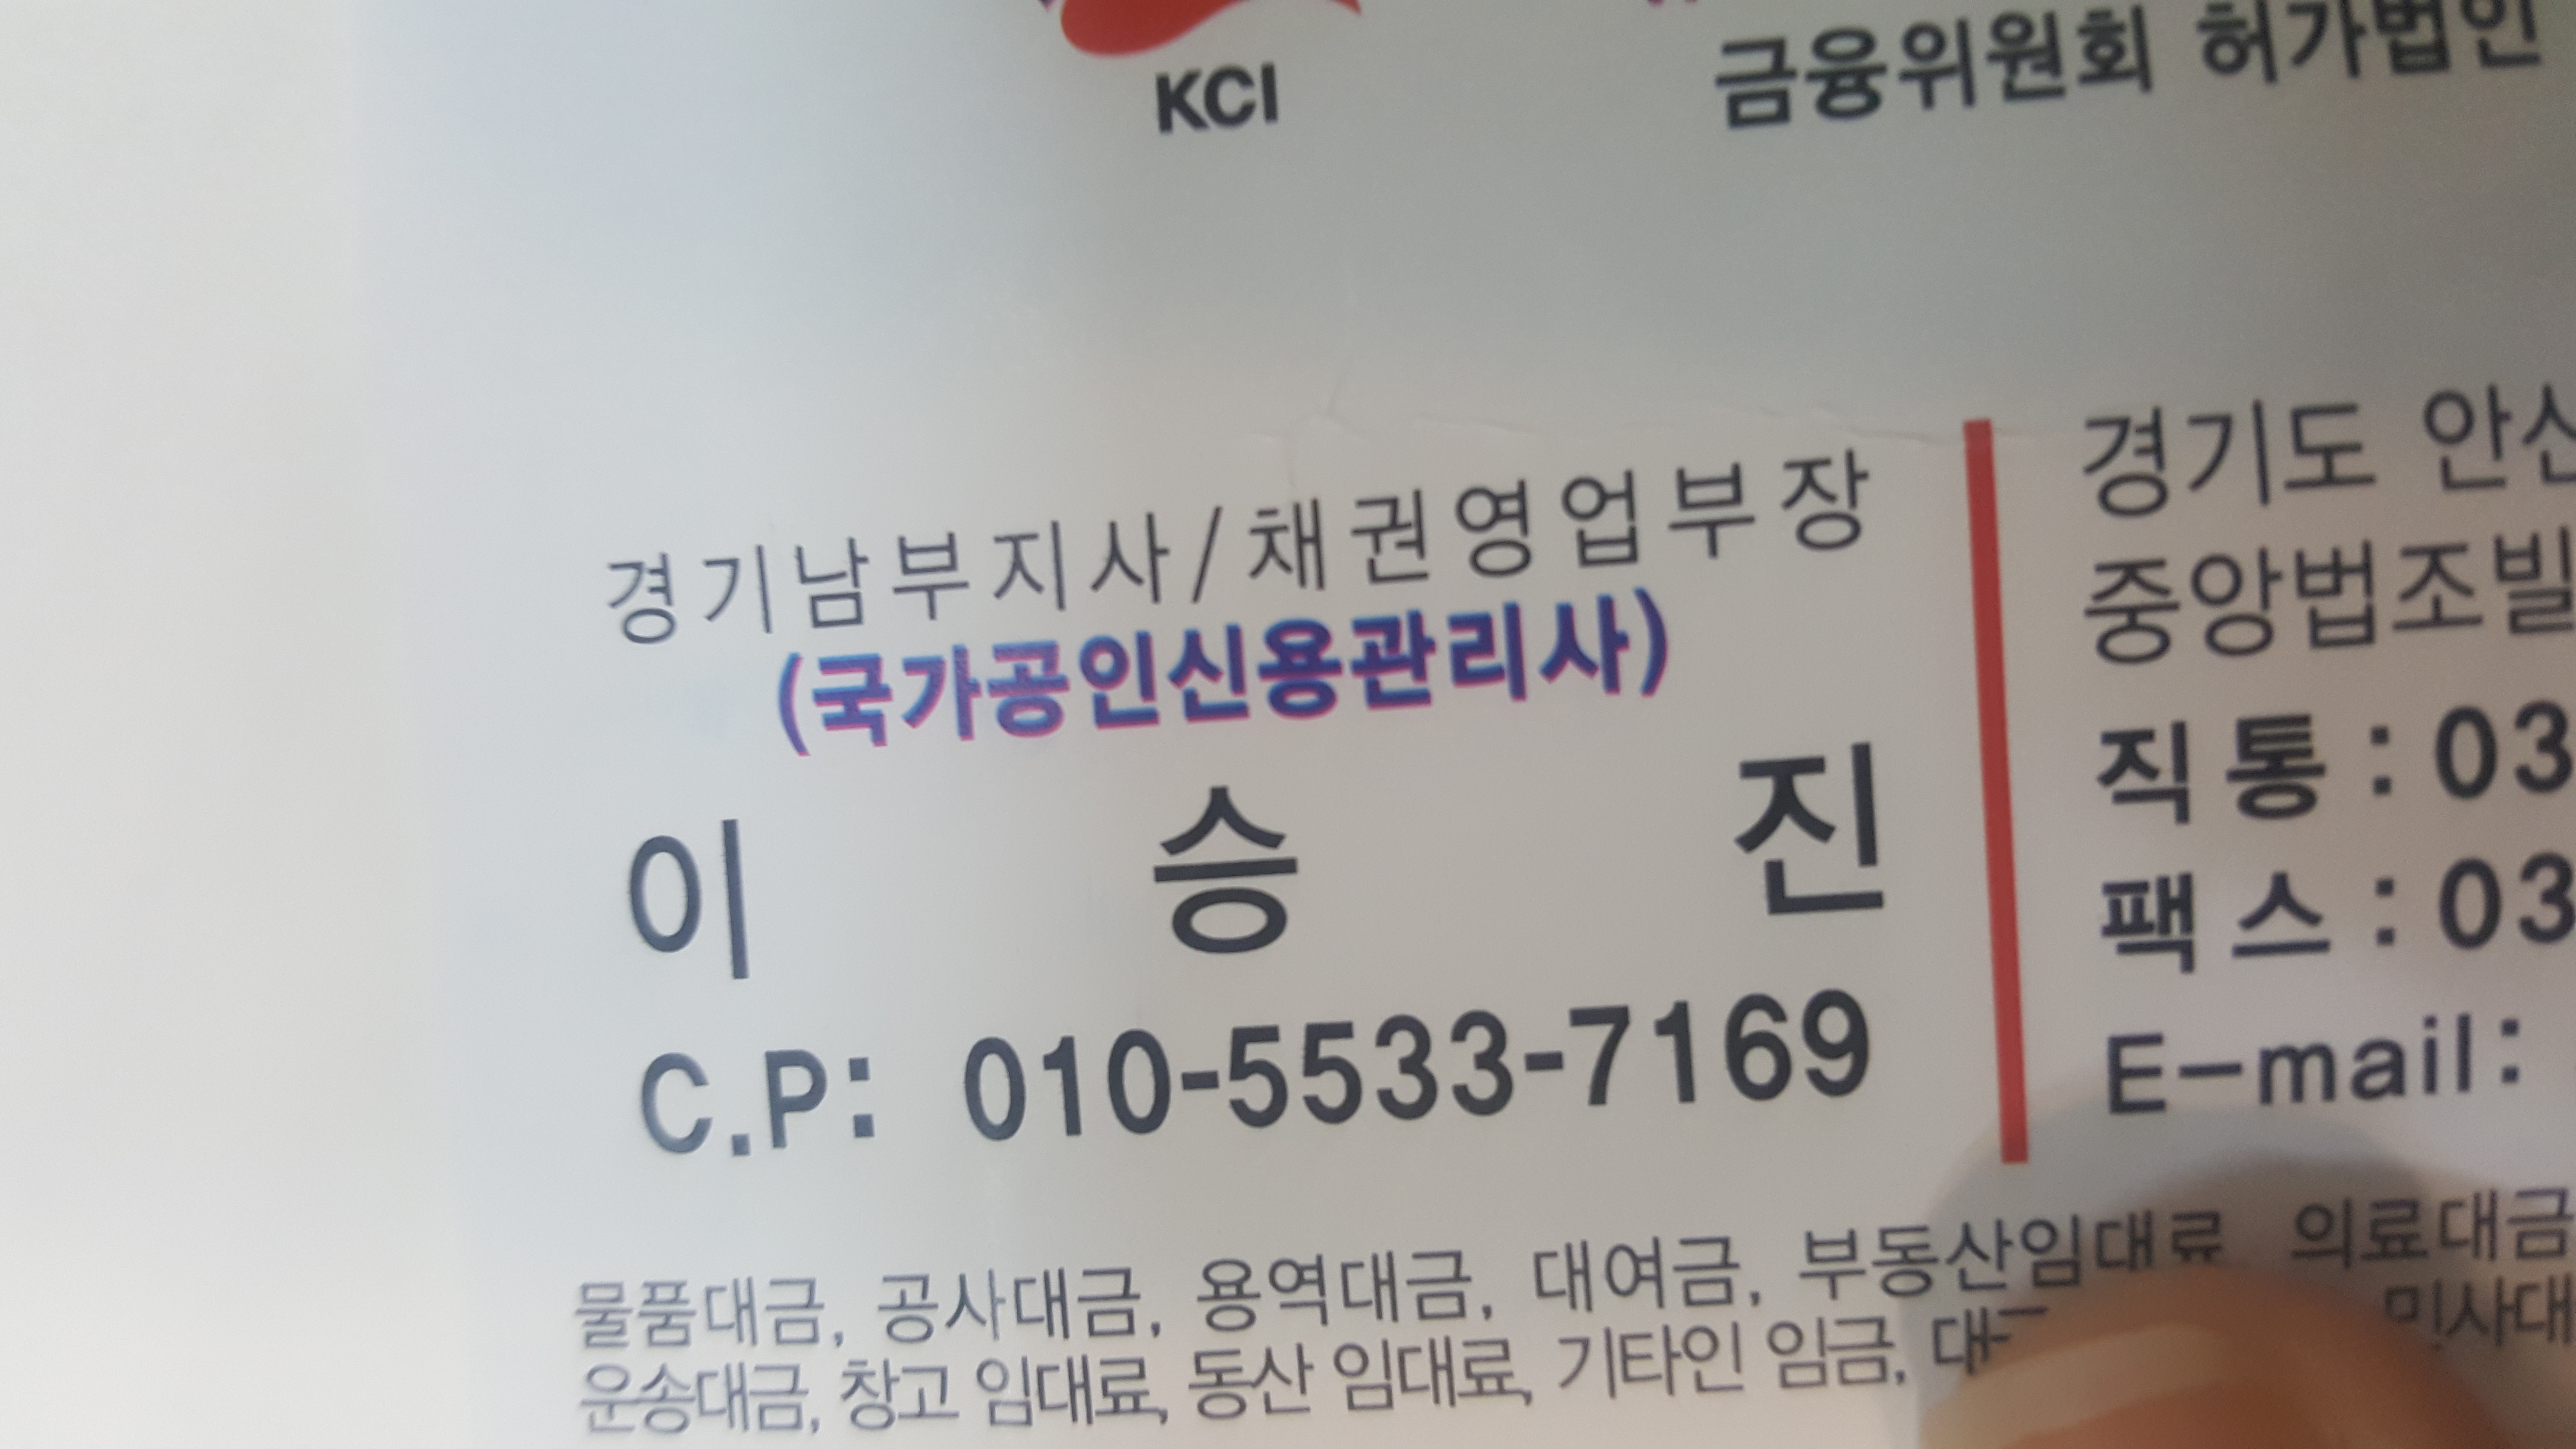 KCI
금융위원회 허가법인
경기남부지사/채권영업부장
(국가공인신용관리사)
이 승 진
C.P: 010-5533-7169
경기도
중앙법조빌
직통 : 03
팩스 : 03
E-mail:
물품대금, 공사대금, 용역대금, 대여금, 부동산임대료, 의료대금
운송대금, 창고 임대료, 동산 임대료, 기타인 임금, 민사대